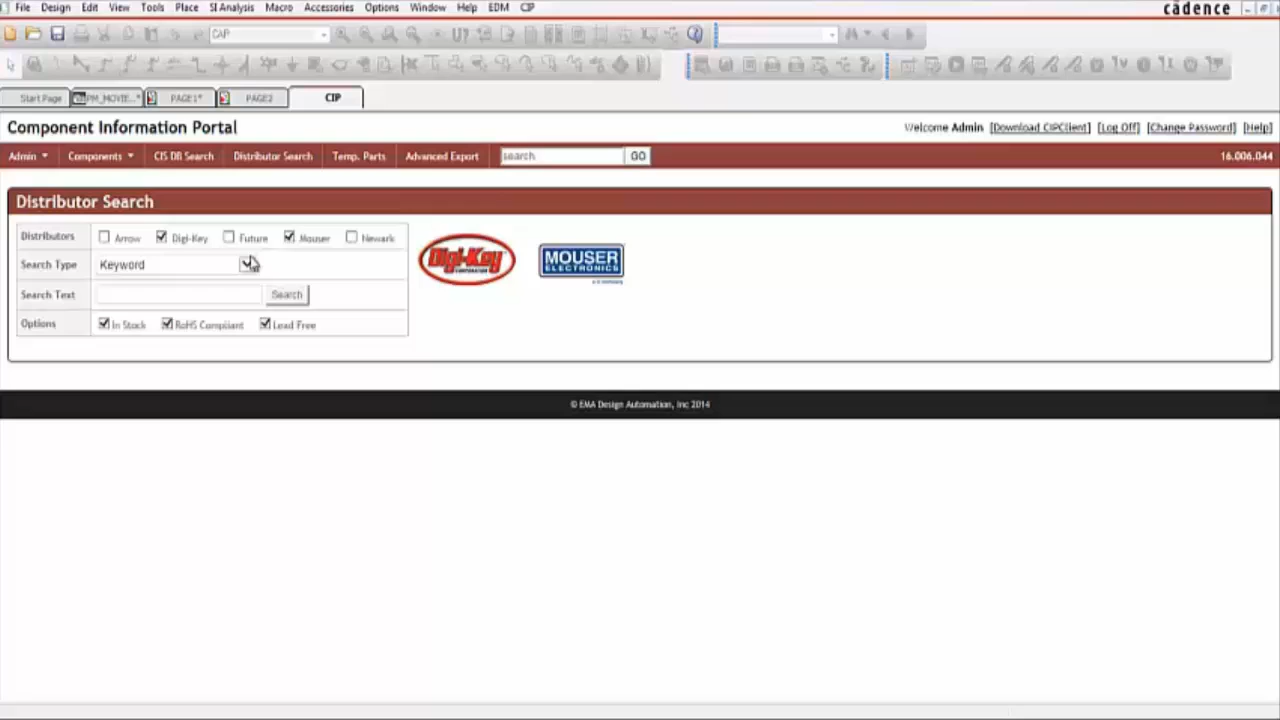 File Design Edit View Tools Place SI Analysis Macro Accessories Options Window Help EDM CIP cādence
CAP
Start Page PM_MOVIE...* PAGE1* PAGE2 CIP
Component Information Portal Welcome Admin [Download CIPClient] [Log Off] [Change Password] [Help]
Admin Components CIS DB Search Distributor Search Temp. Parts Advanced Export search GO 16.006.044
Distributor Search
Distributors Arrow Digi-Key Future Mouser Newark
Search Type Keyword
Search Text Search
Options In Stock RoHS Compliant Lead Free
Digi-Key
CORPORATION
MOUSER
ELECTRONICS
© EMA Design Automation, Inc 2014